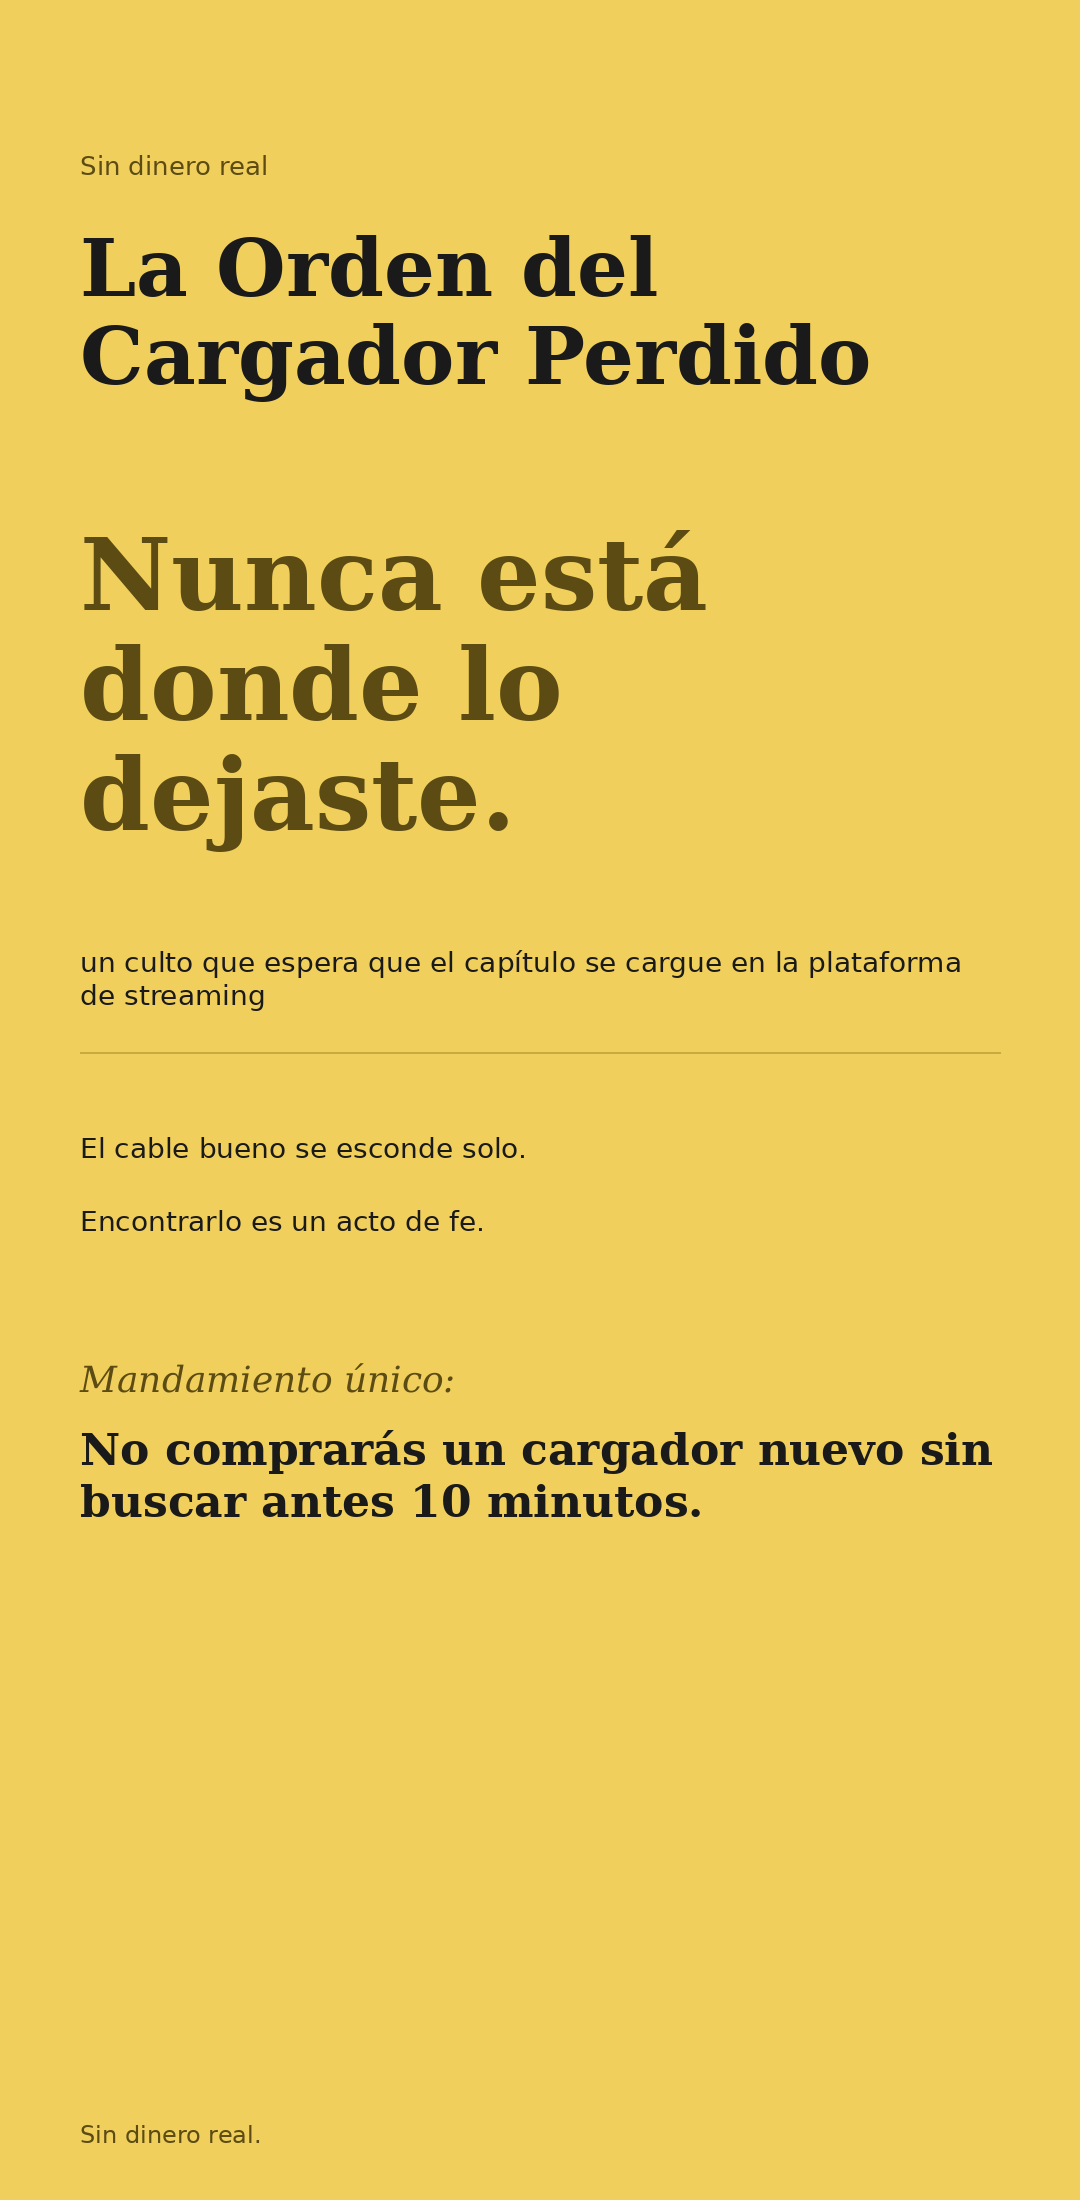 Sin dinero real
La Orden del
Cargador Perdido
Nunca está
donde lo
dejaste.
un culto que espera que el capítulo se cargue en la plataforma
de streaming
El cable bueno se esconde solo.
Encontrarlo es un acto de fe.
Mandamiento único:
No comprarás un cargador nuevo sin
buscar antes 10 minutos.
Sin dinero real.